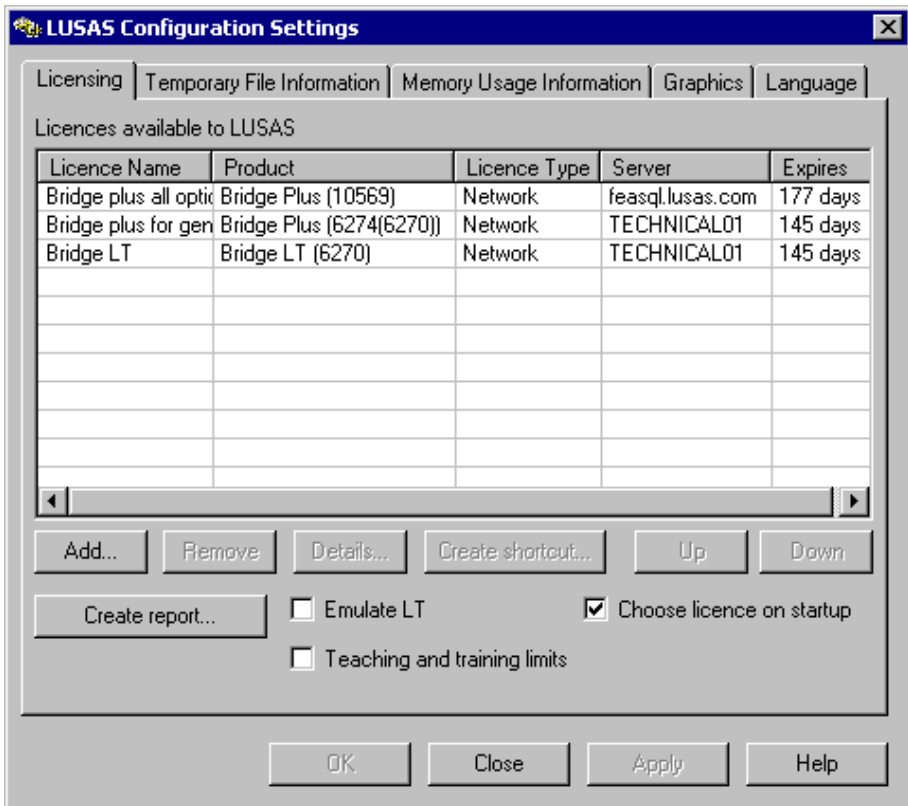 LUSAS Configuration Settings
Licensing Temporary File Information Memory Usage Information Graphics Language
Licences available to LUSAS
Licence Name Product Licence Type Server Expires
Bridge plus all optic Bridge Plus (10569) Network feasql.lusas.com 177 days
Bridge plus for gen Bridge Plus (6274(6270)) Network TECHNICAL01 145 days
Bridge LT Bridge LT (6270) Network TECHNICAL01 145 days
Add... Remove Details... Create shortcut... Up Down
Create report... Emulate LT Choose licence on startup
Teaching and training limits
OK Close Apply Help